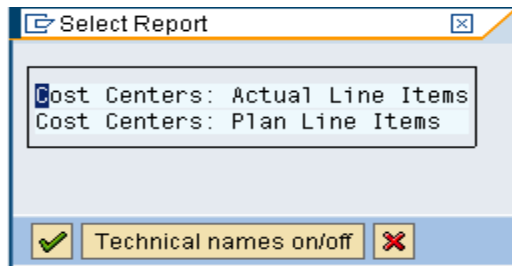 Select Report
Cost Centers: Actual Line Items
Cost Centers: Plan Line Items
Technical names on/off